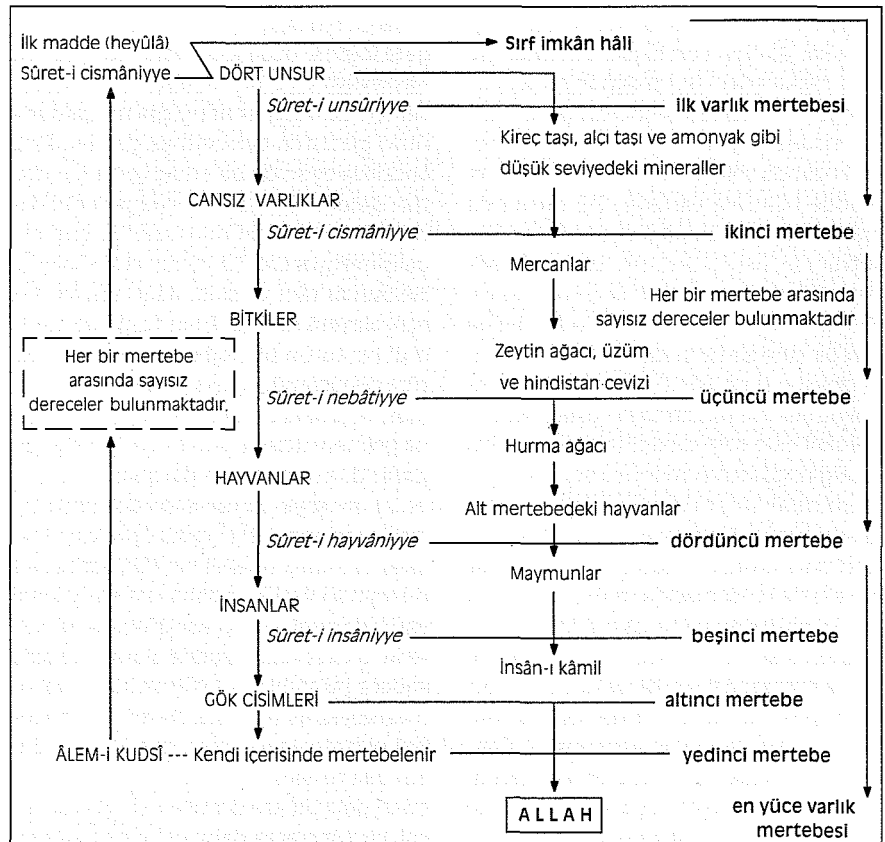 İlk madde (heyûlâ)
Sırf imkân hâli
Sûret-i cismâniyye
DÖRT UNSUR
Sûret-i unsûriyye
ilk varlık mertebesi
Kireç taşı, alçı taşı ve amonyak gibi
düşük seviyedeki mineraller
CANSIZ VARLIKLAR
Sûret-i cismâniyye
ikinci mertebe
Mercanlar
Her bir mertebe arasında
sayısız dereceler bulunmaktadır.
BİTKİLER
Her bir mertebe
arasında sayısız
dereceler bulunmaktadır.
Zeytin ağacı, üzüm
ve hindistan cevizi
Sûret-i nebâtiyye
üçüncü mertebe
Hurma ağacı
HAYVANLAR
Alt mertebedeki hayvanlar
Sûret-i hayvâniyye
dördüncü mertebe
Maymunlar
İNSANLAR
Sûret-i insâniyye
beşinci mertebe
İnsân-ı kâmil
GÖK CİSİMLERİ
altıncı mertebe
ÂLEM-i KUDSÎ --- Kendi içerisinde mertebelenir
yedinci mertebe
ALLAH
en yüce varlık
mertebesi